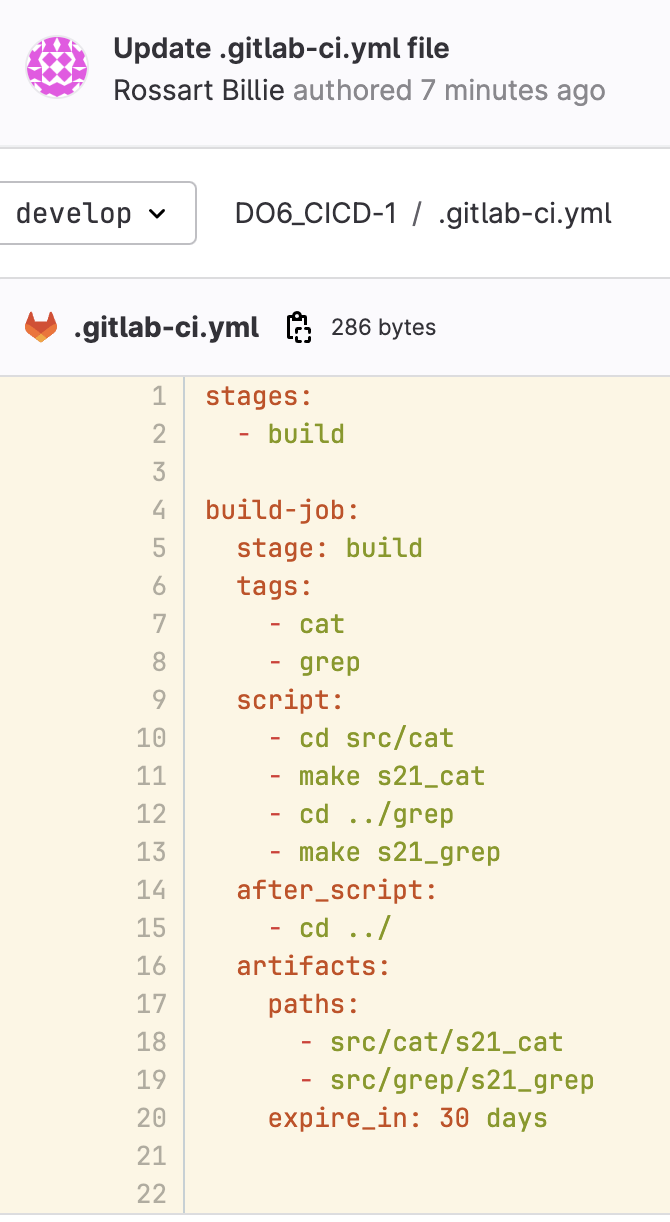 Update .gitlab-ci.yml file
Rossart Billie authored 7 minutes ago
develop
DO6_CICD-1 / .gitlab-ci.yml
.gitlab-ci.yml 286 bytes
1 stages:
2   - build
3
4 build-job:
5   stage: build
6   tags:
7     - cat
8     - grep
9   script:
10     - cd src/cat
11     - make s21_cat
12     - cd ../grep
13     - make s21_grep
14   after_script:
15     - cd ../
16   artifacts:
17     paths:
18       - src/cat/s21_cat
19       - src/grep/s21_grep
20     expire_in: 30 days
21
22